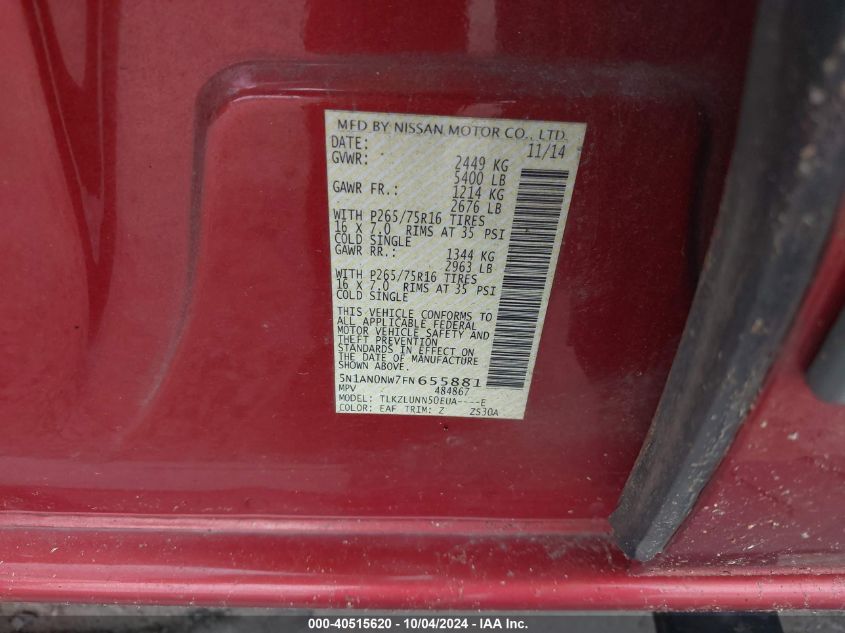 MFD BY NISSAN MOTOR CO., LTD.
DATE: 11/14
GVWR: 2449 KG
5400 LB
GAWR FR.: 1214 KG
2676 LB
WITH P265/75R16 TIRES
16 X 7.0 RIMS AT 35 PSI
COLD SINGLE
GAWR RR.: 1344 KG
2963 LB
WITH P265/75R16 TIRES
16 X 7.0 RIMS AT 35 PSI
COLD SINGLE
THIS VEHICLE CONFORMS TO
ALL APPLICABLE FEDERAL
MOTOR VEHICLE SAFETY AND
THEFT PREVENTION
STANDARDS IN EFFECT ON
THE DATE OF MANUFACTURE
SHOWN ABOVE.
5N1AN0NW7FN655881
MPV 484867
MODEL: TLKZLUNN50EUA----E
COLOR: EAF TRIM: Z ZS30A
000-40515620 - 10/04/2024 - IAA Inc.